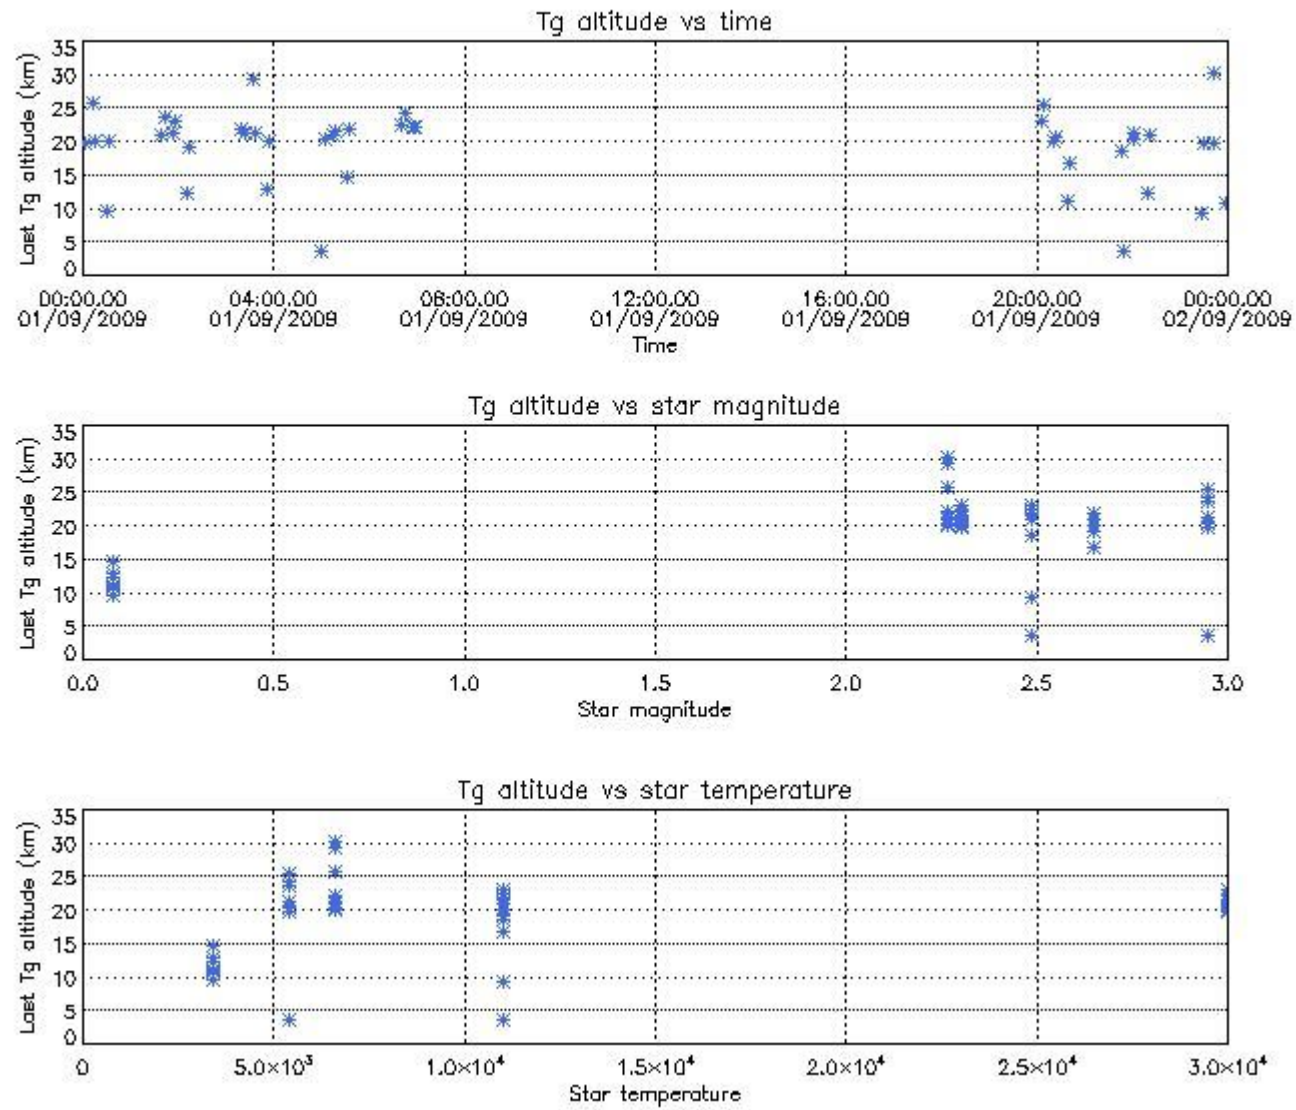 Tg altitude vs time
Last Tg altitude (km)
35
30
25
20
15
10
5
0
00:00.00 04:00.00 08:00.00 12:00.00 16:00.00 20:00.00 00:00.00
01/09/2009 01/09/2009 01/09/2009 01/09/2009 01/09/2009 01/09/2009 02/09/2009
Time
Tg altitude vs star magnitude
Last Tg altitude (km)
35
30
25
20
15
10
5
0
0.0 0.5 1.0 1.5 2.0 2.5 3.0
Star magnitude
Tg altitude vs star temperature
Last Tg altitude (km)
35
30
25
20
15
10
5
0
0 5.0×10³ 1.0×10⁴ 1.5×10⁴ 2.0×10⁴ 2.5×10⁴ 3.0×10⁴
Star temperature